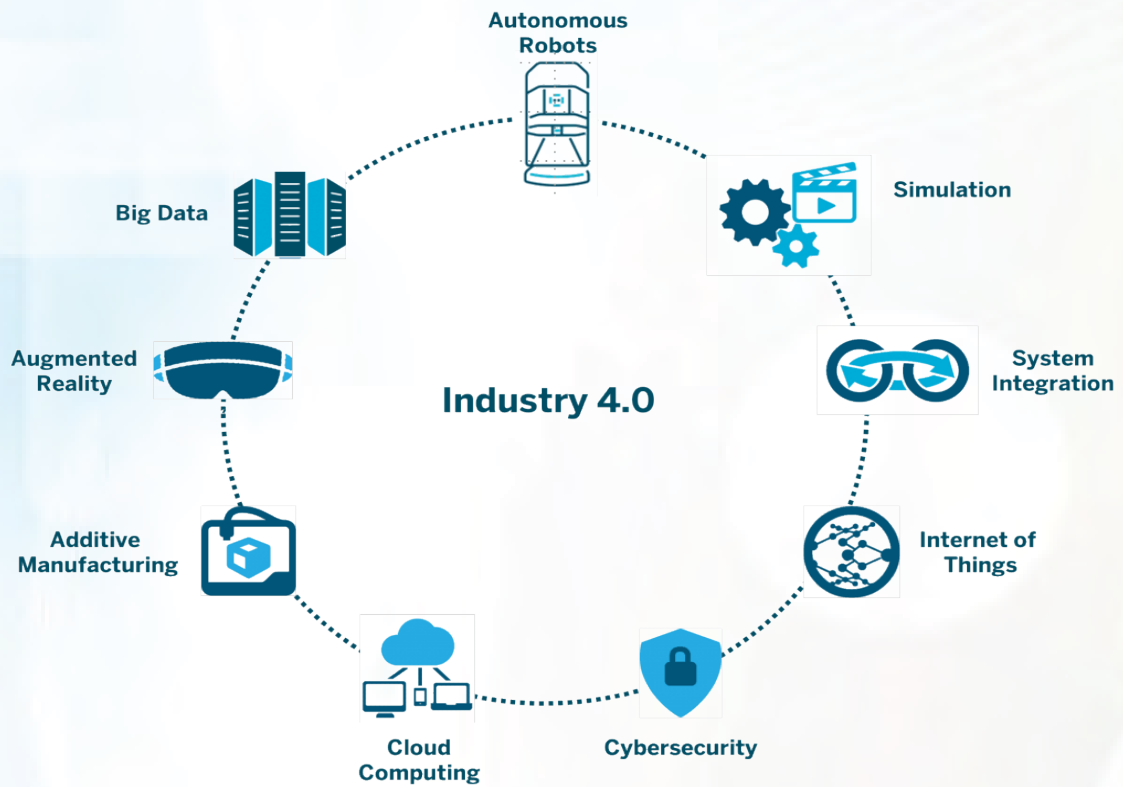 Autonomous
Robots
Simulation
Big Data
System
Integration
Augmented
Reality
Industry 4.0
Internet of
Things
Additive
Manufacturing
Cybersecurity
Cloud
Computing